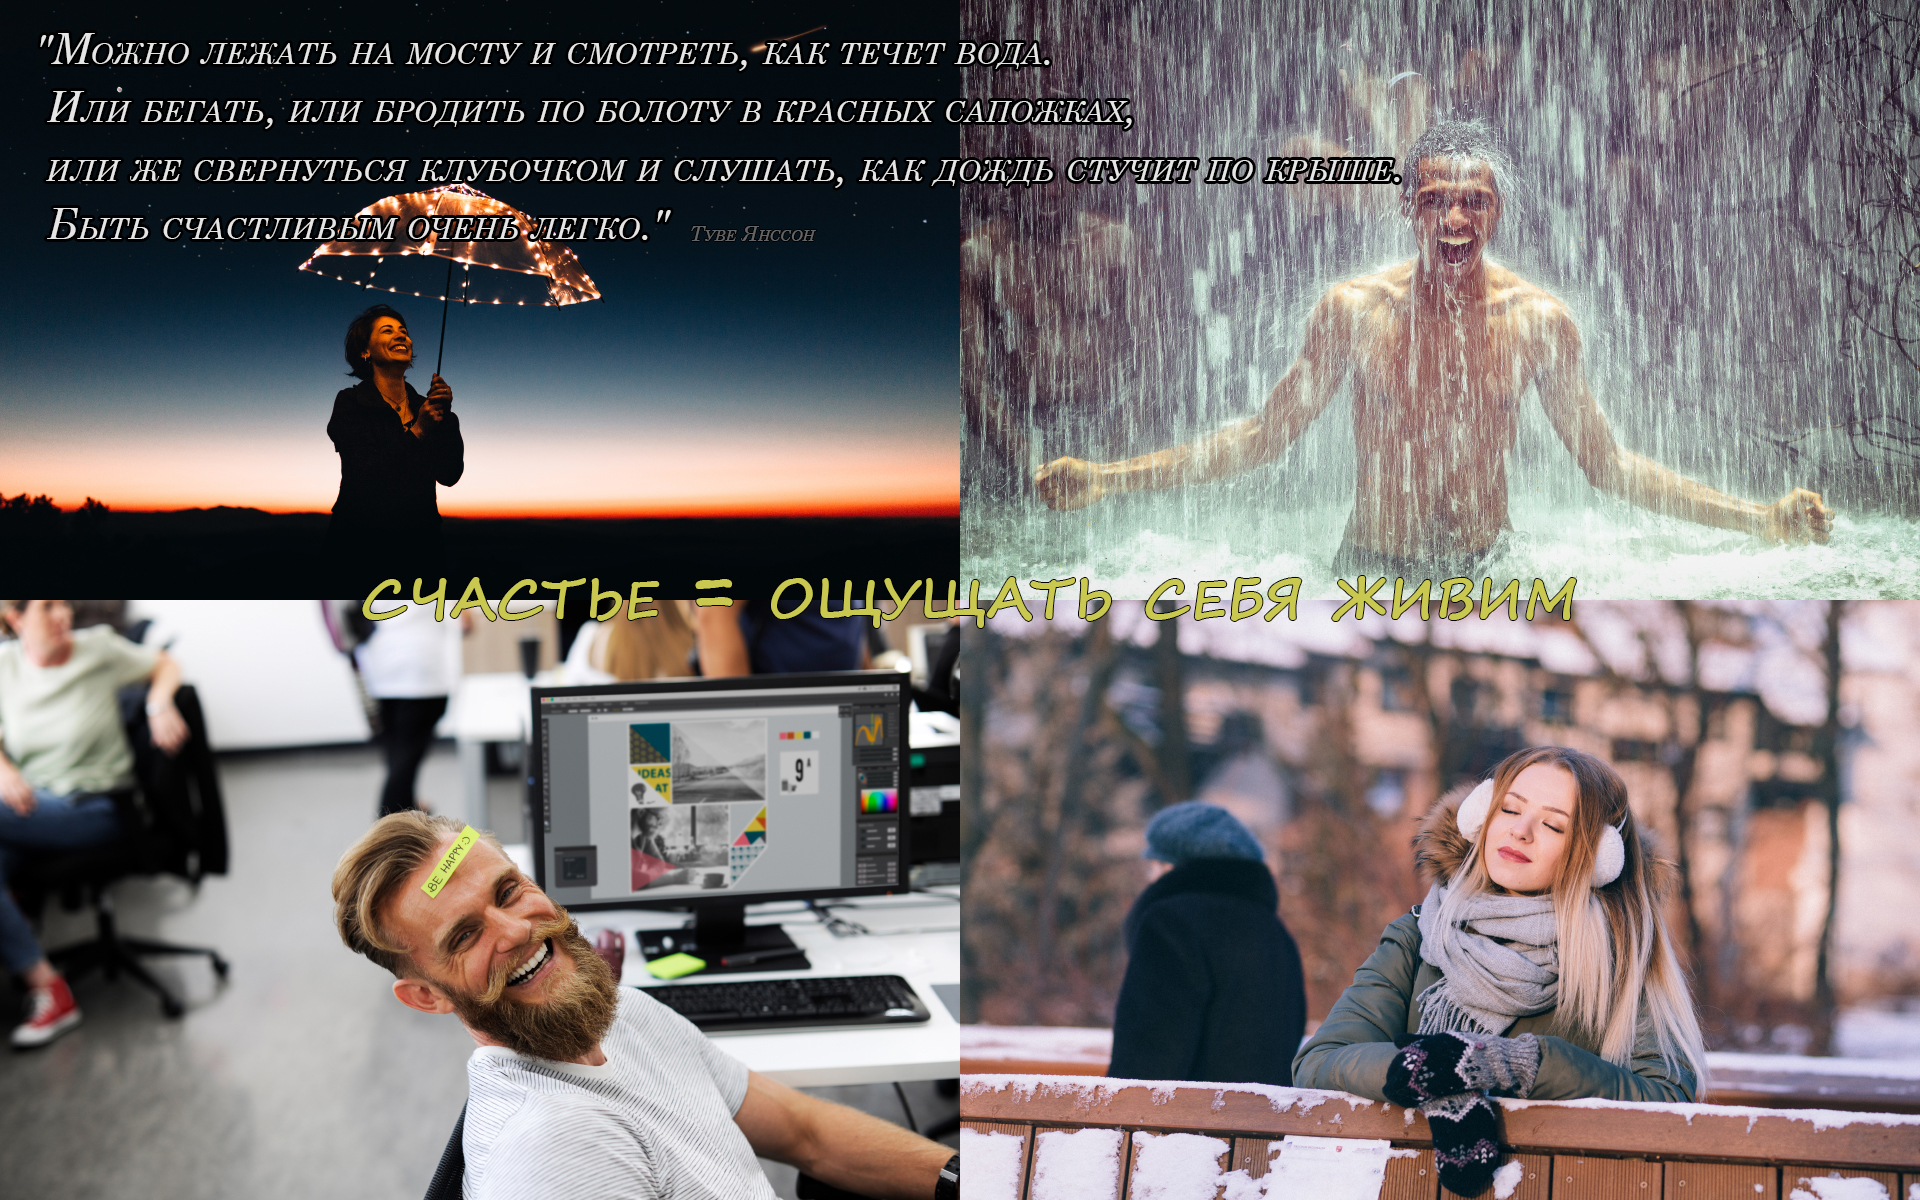 "Можно лежать на мосту и смотреть, как течет вода.
Или бегать, или бродить по болоту в красных сапожках,
или же свернуться клубочком и слушать, как дождь стучит по крыше.
Быть счастливым очень легко." Туве Янссон
счастье = ощущать себя живим
IDEAS
AT
9
BE HAPPY